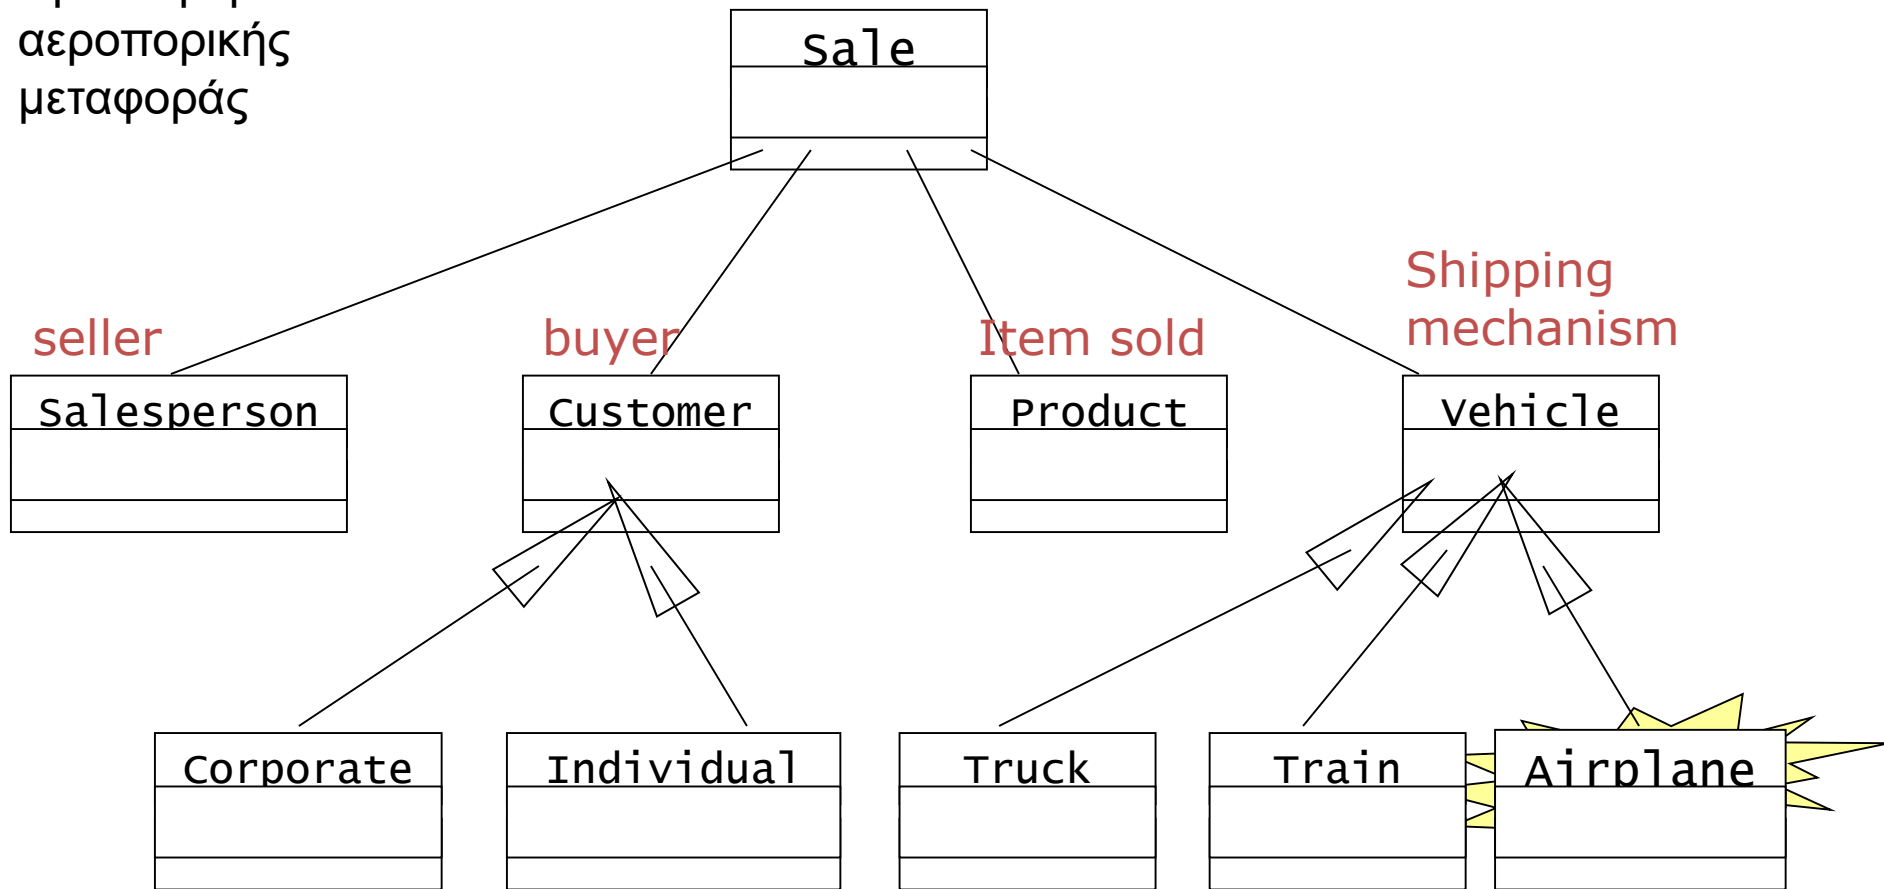 αεροπορικής
μεταφοράς
Sale
Shipping
mechanism
seller
buyer
Item sold
Salesperson
Customer
Product
Vehicle
Corporate
Individual
Truck
Train
Airplane